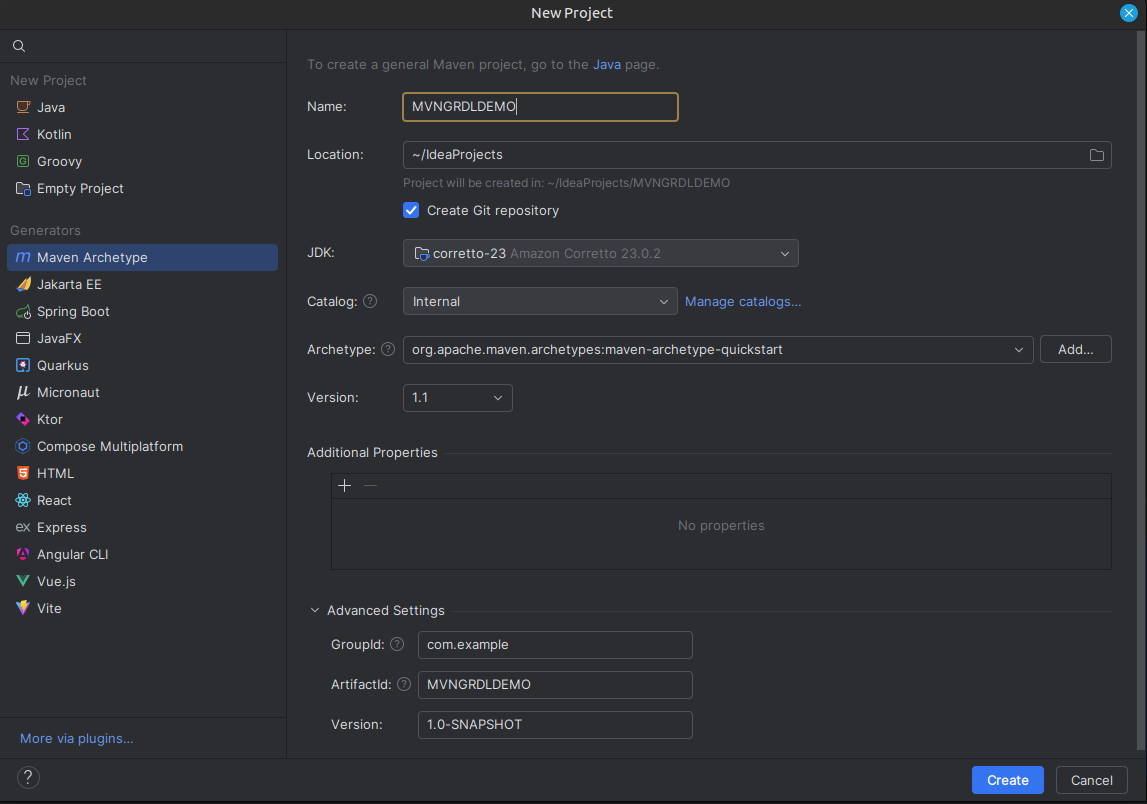 New Project
To create a general Maven project, go to the Java page.
New Project
Java
Kotlin
Groovy
Empty Project
Generators
Maven Archetype
Jakarta EE
Spring Boot
JavaFX
Quarkus
Micronaut
Ktor
Compose Multiplatform
HTML
React
Express
Angular CLI
Vue.js
Vite
More via plugins...
Name: MVNGRDLDEMO
Location: ~/IdeaProjects
Project will be created in: ~/IdeaProjects/MVNGRDLDEMO
Create Git repository
JDK: corretto-23 Amazon Corretto 23.0.2
Catalog: ? Internal Manage catalogs...
Archetype: ? org.apache.maven.archetypes:maven-archetype-quickstart Add...
Version: 1.1
Additional Properties
No properties
Advanced Settings
GroupId: ? com.example
ArtifactId: ? MVNGRDLDEMO
Version: 1.0-SNAPSHOT
? Create Cancel